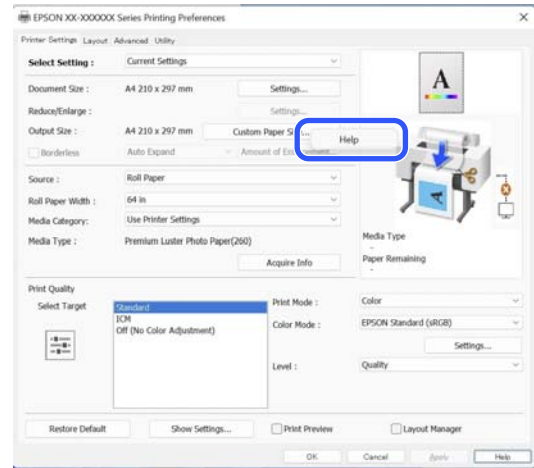 EPSON XX-XXXXXX Series Printing Preferences
Printer Settings Layout Advanced Utility
Select Setting : Current Settings
Document Size : A4 210 x 297 mm Settings...
Reduce/Enlarge : Settings...
Output Size : A4 210 x 297 mm Custom Paper Si...
Help
Borderless Auto Expand Amount of
Source : Roll Paper
Roll Paper Width : 64 in
Media Category: Use Printer Settings
Media Type : Premium Luster Photo Paper(260)
Acquire Info
A
A
Media Type
-
Paper Remaining
-
Print Quality
Select Target
Standard
ICM
Off (No Color Adjustment)
Print Mode : Color
Color Mode : EPSON Standard (sRGB)
Settings...
Level : Quality
Restore Default Show Settings... Print Preview Layout Manager
OK Cancel Apply Help